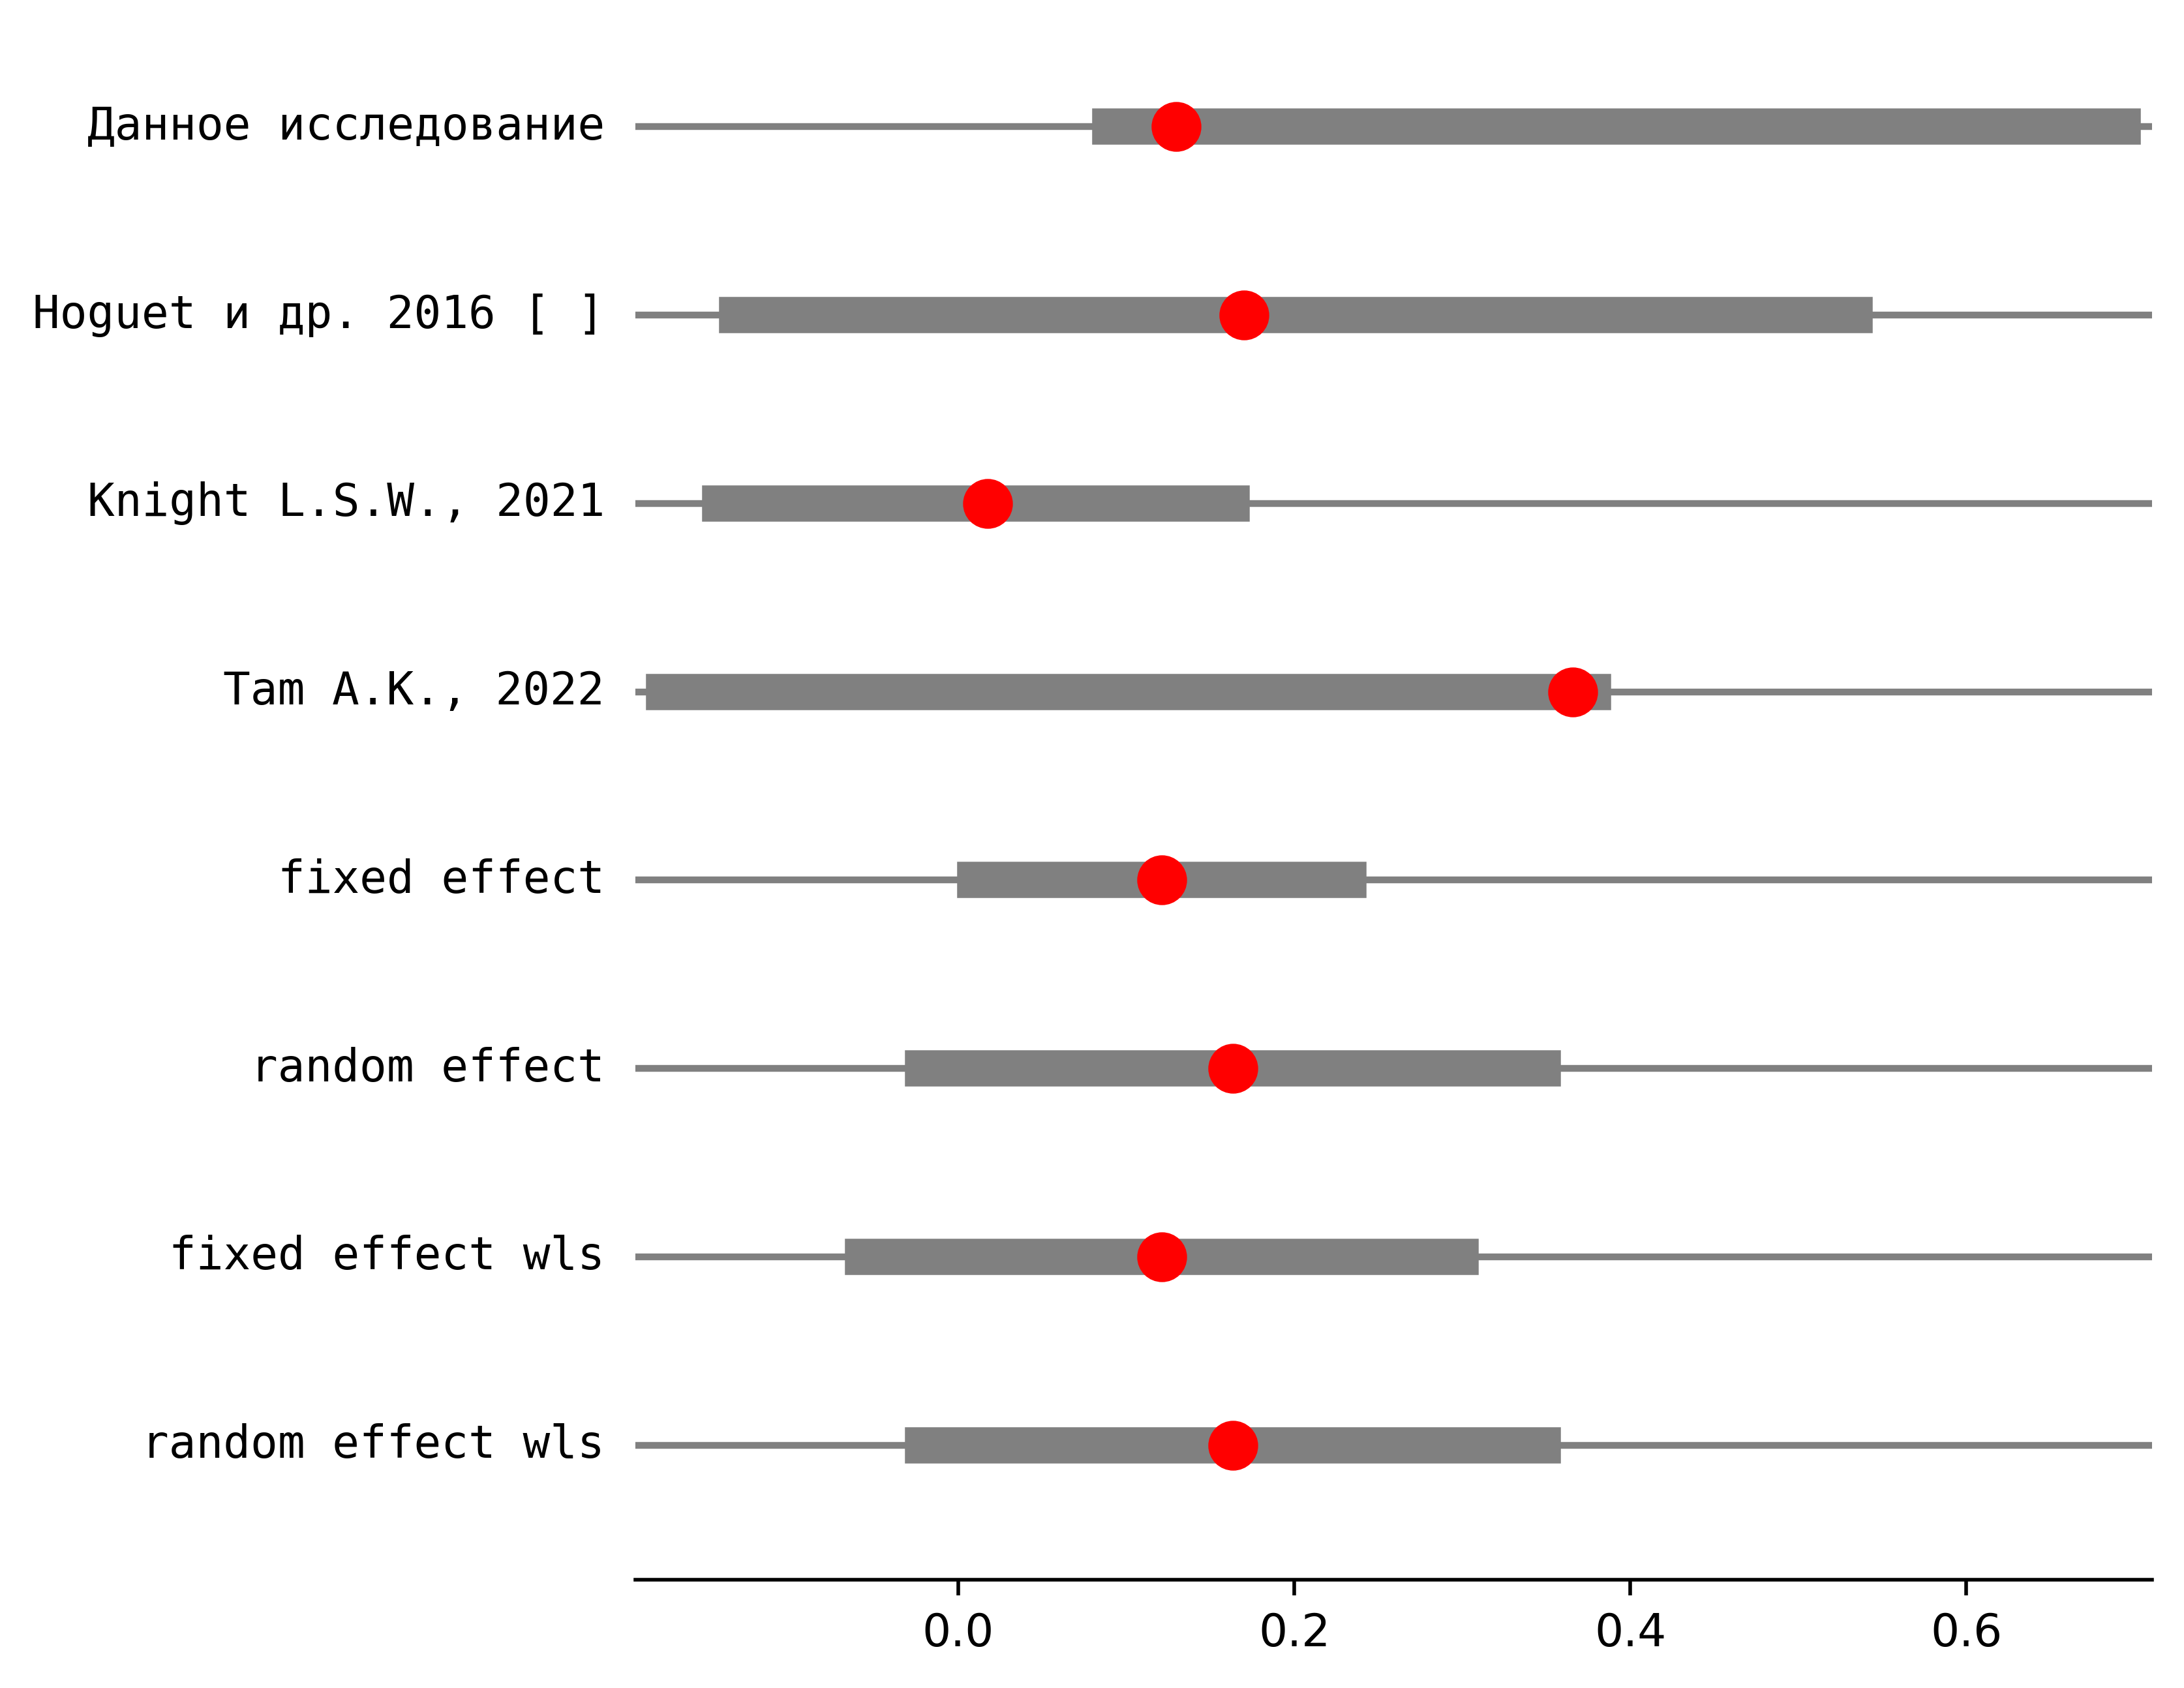 Данное исследование
Hoguet и др. 2016 [ ]
Knight L.S.W., 2021
Tam A.K., 2022
fixed effect
random effect
fixed effect wls
random effect wls
0.0 0.2 0.4 0.6